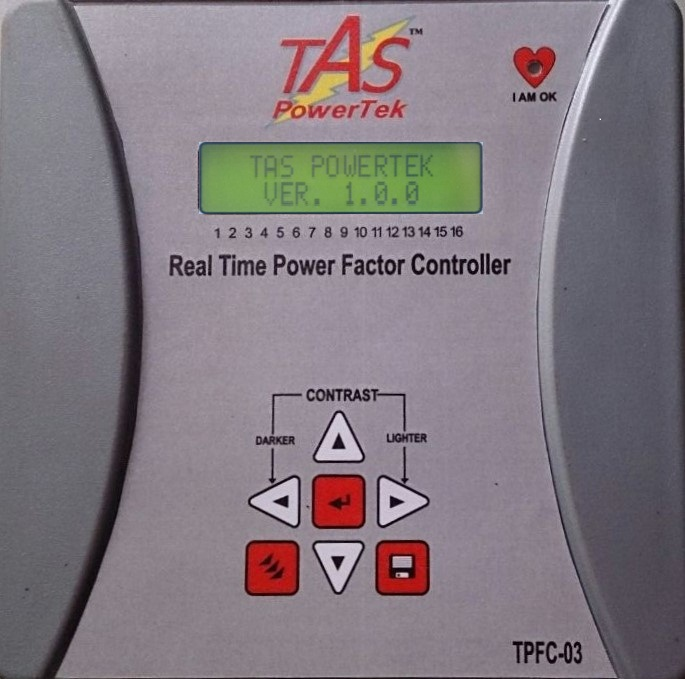 TAS™
PowerTek
I AM OK
TAS POWERTEK
VER. 1.0.0
1 2 3 4 5 6 7 8 9 10 11 12 13 14 15 16
Real Time Power Factor Controller
CONTRAST
DARKER
LIGHTER
TPFC-03